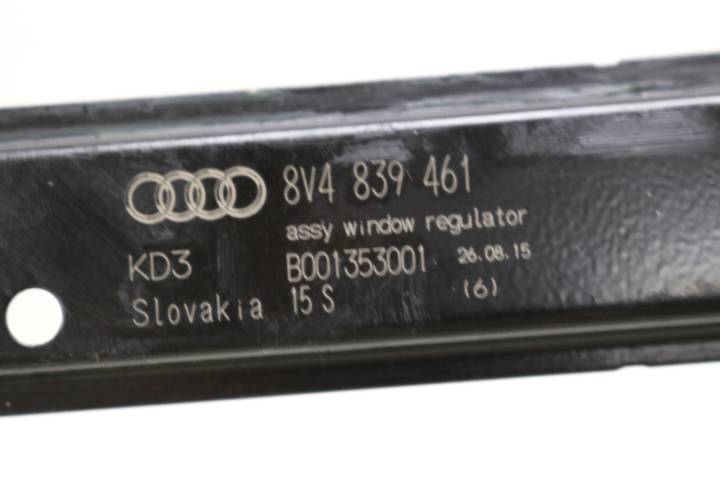 8V4 839 461
assy window regulator
KD3 B001353001 26.08.15
Slovakia 15 S (6)